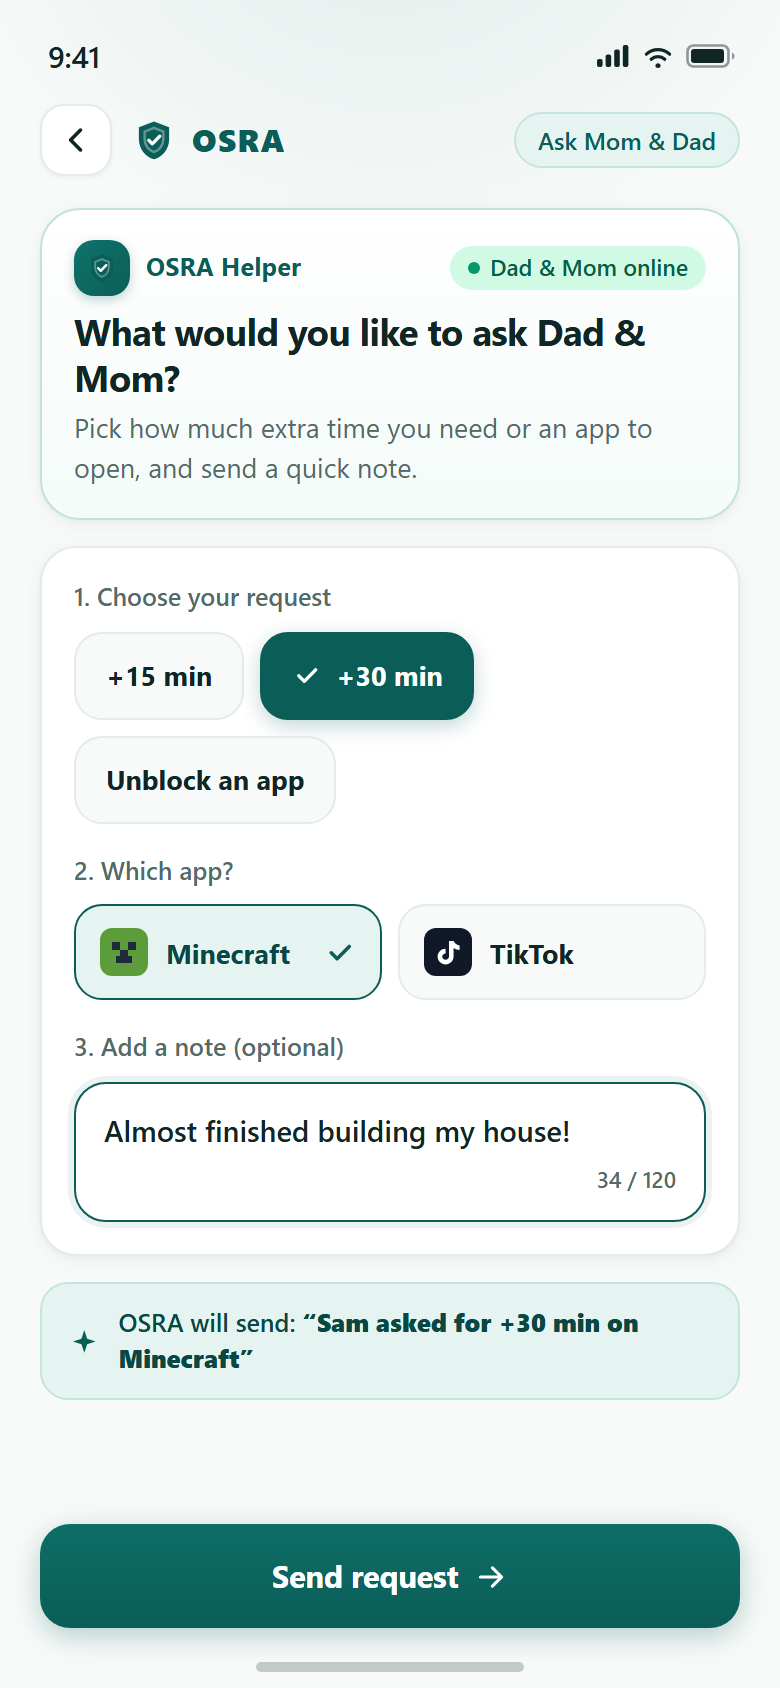 9:41
OSRA
Ask Mom & Dad
OSRA Helper
Dad & Mom online
What would you like to ask Dad &
Mom?
Pick how much extra time you need or an app to
open, and send a quick note.
1. Choose your request
+15 min
+30 min
Unblock an app
2. Which app?
Minecraft
TikTok
3. Add a note (optional)
Almost finished building my house!
34 / 120
OSRA will send: “Sam asked for +30 min on
Minecraft”
Send request